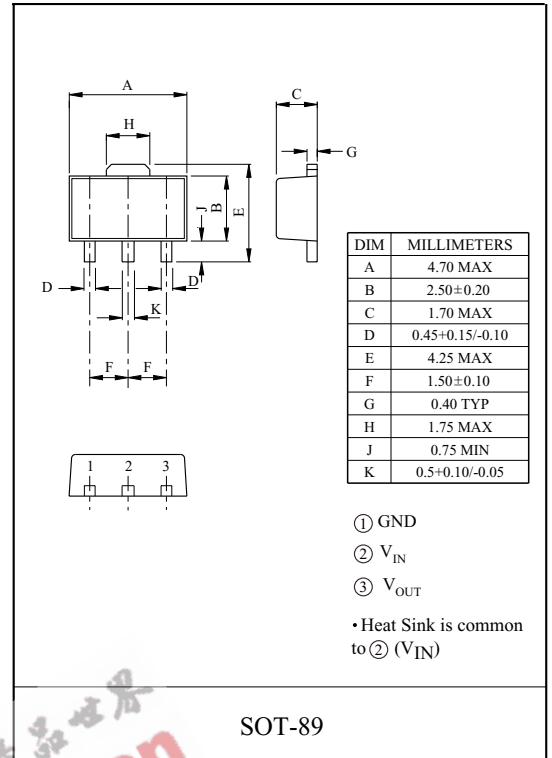 A
H
C
G
J
B
E
D
D
K
F
F
DIM MILLIMETERS
A 4.70 MAX
B 2.50±0.20
C 1.70 MAX
D 0.45+0.15/-0.10
E 4.25 MAX
F 1.50±0.10
G 0.40 TYP
H 1.75 MAX
J 0.75 MIN
K 0.5+0.10/-0.05
1 2 3
① GND
② VIN
③ VOUT
• Heat Sink is common
to ② (VIN)
世界
SOT-89